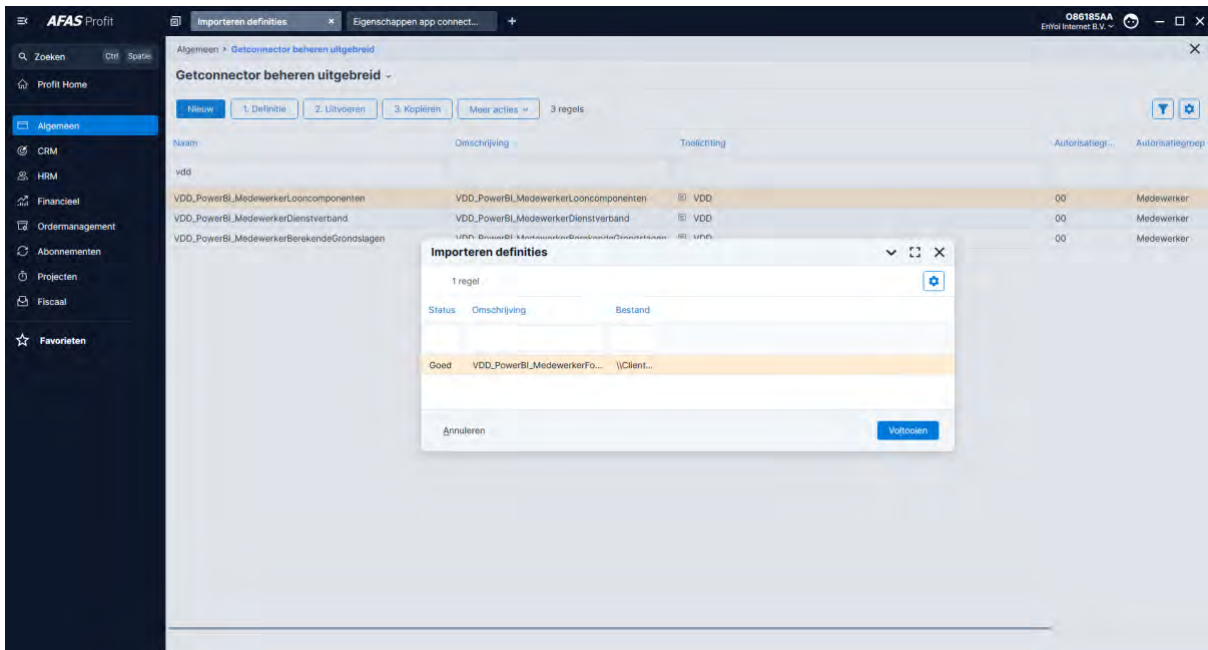 AFAS Profit
Importeren definities
Eigenschappen app connect...
O86185AA
EnYoi Internet B.V.
Zoeken Ctrl Spatie
Profit Home
Algemeen
CRM
HRM
Financieel
Ordermanagement
Abonnementen
Projecten
Fiscaal
Favorieten
Algemeen > Getconnector beheren uitgebreid
Getconnector beheren uitgebreid
Nieuw 1. Definitie 2. Uitvoeren 3. Kopiëren Meer acties 3 regels
Naam Omschrijving Toelichting Autorisatiegr... Autorisatiegroep
vdd
VDD_PowerBI_MedewerkerLooncomponenten VDD_PowerBI_MedewerkerLooncomponenten VDD 00 Medewerker
VDD_PowerBI_MedewerkerDienstverband VDD_PowerBI_MedewerkerDienstverband VDD 00 Medewerker
VDD_PowerBI_MedewerkerBerekendeGrondslagen VDD_PowerBI_MedewerkerBerekendeGrondslagen VDD 00 Medewerker
Importeren definities
1 regel
Status Omschrijving Bestand
Goed VDD_PowerBI_MedewerkerFo... \\Client...
Annuleren Voltooien